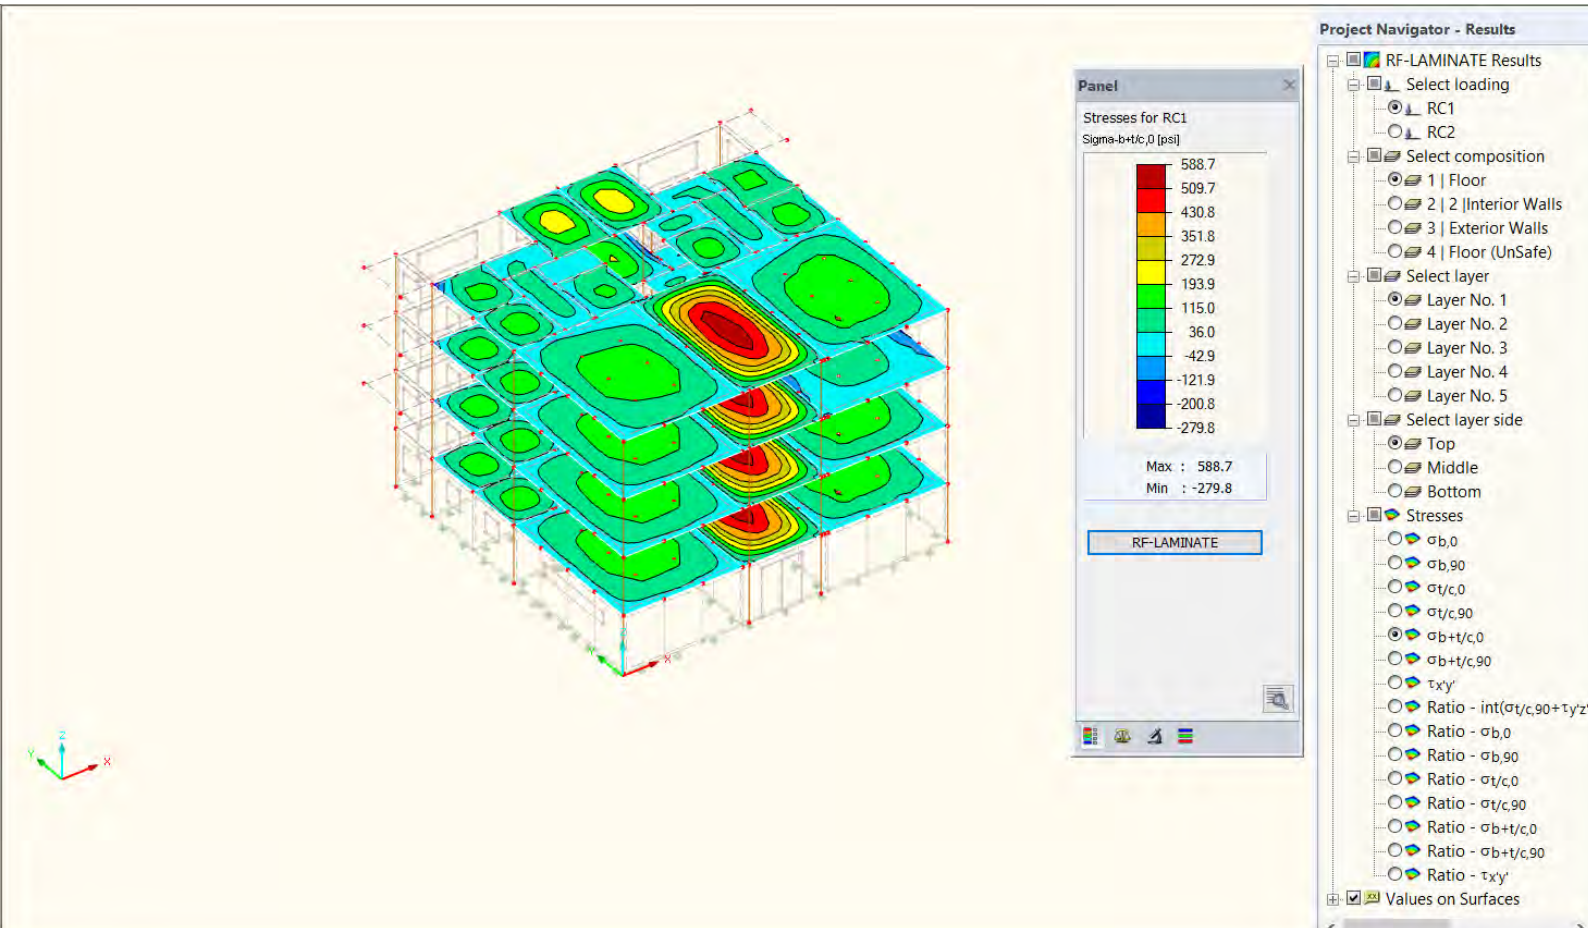 Project Navigator - Results
RF-LAMINATE Results
Select loading
RC1
RC2
Select composition
1 | Floor
2 | 2 |Interior Walls
3 | Exterior Walls
4 | Floor (UnSafe)
Select layer
Layer No. 1
Layer No. 2
Layer No. 3
Layer No. 4
Layer No. 5
Select layer side
Top
Middle
Bottom
Stresses
σb,0
σb,90
σt/c,0
σt/c,90
σb+t/c,0
σb+t/c,90
τx'y'
Ratio - int(σt/c,90+τy'z'
Ratio - σb,0
Ratio - σb,90
Ratio - σt/c,0
Ratio - σt/c,90
Ratio - σb+t/c,0
Ratio - σb+t/c,90
Ratio - τx'y'
Values on Surfaces
Panel
Stresses for RC1
Sigma-b+t/c,0 [psi]
588.7
509.7
430.8
351.8
272.9
193.9
115.0
36.0
-42.9
-121.9
-200.8
-279.8
Max : 588.7
Min : -279.8
RF-LAMINATE
X
Z
Y
X